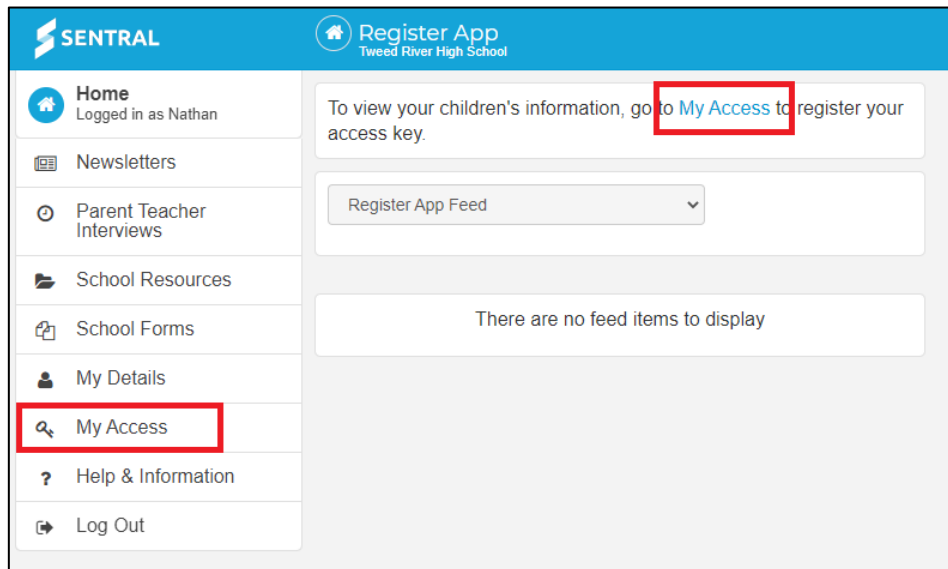 SENTRAL
Register App
Tweed River High School
Home
Logged in as Nathan
Newsletters
Parent Teacher
Interviews
School Resources
School Forms
My Details
My Access
? Help & Information
Log Out
To view your children's information, go to My Access to register your
access key.
Register App Feed
There are no feed items to display